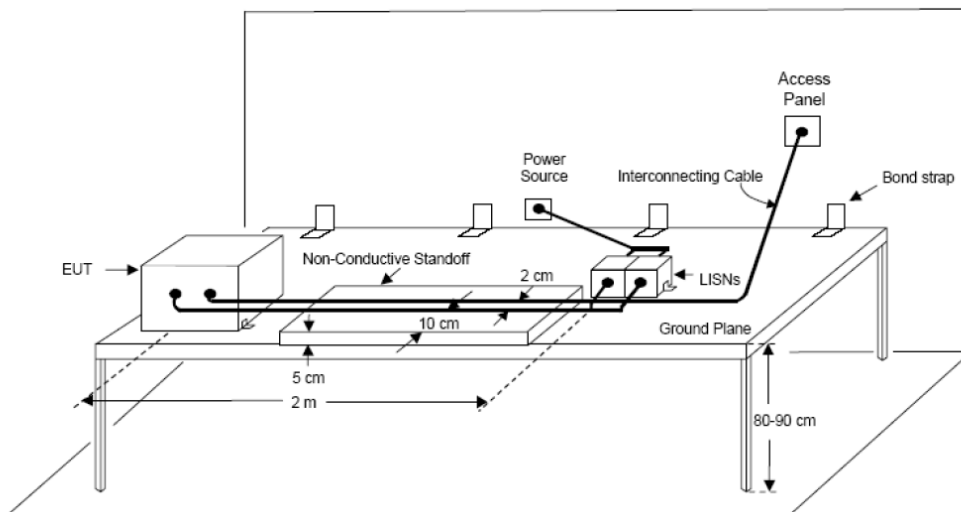 Access
Panel
Power
Source
Interconnecting Cable
Bond strap
EUT
Non-Conductive Standoff
2 cm
LISNs
10 cm
Ground Plane
5 cm
2 m
80-90 cm